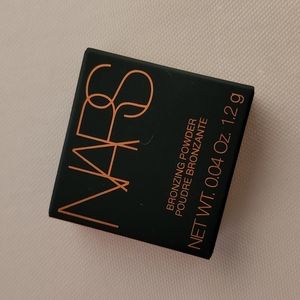 NARS
BRONZING POWDER
POUDRE BRONZANTE
NET WT. 0.04 Oz. 1.2 g